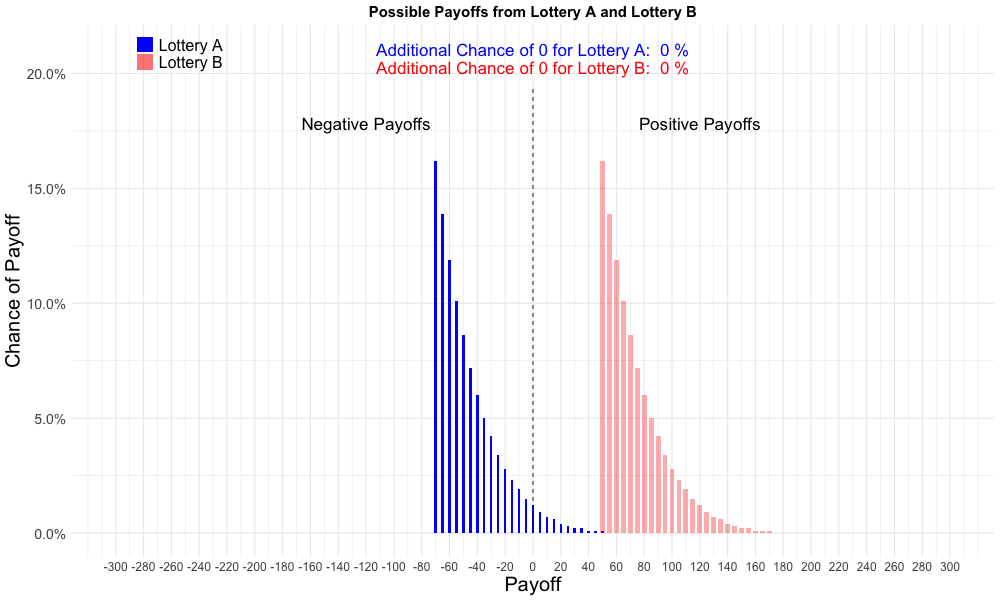 Possible Payoffs from Lottery A and Lottery B
Lottery A
Lottery B
Additional Chance of 0 for Lottery A:  0 %
Additional Chance of 0 for Lottery B:  0 %
Negative Payoffs
Positive Payoffs
Chance of Payoff
20.0%
15.0%
10.0%
5.0%
0.0%
-300 -280 -260 -240 -220 -200 -180 -160 -140 -120 -100 -80 -60 -40 -20 0 20 40 60 80 100 120 140 160 180 200 220 240 260 280 300
Payoff